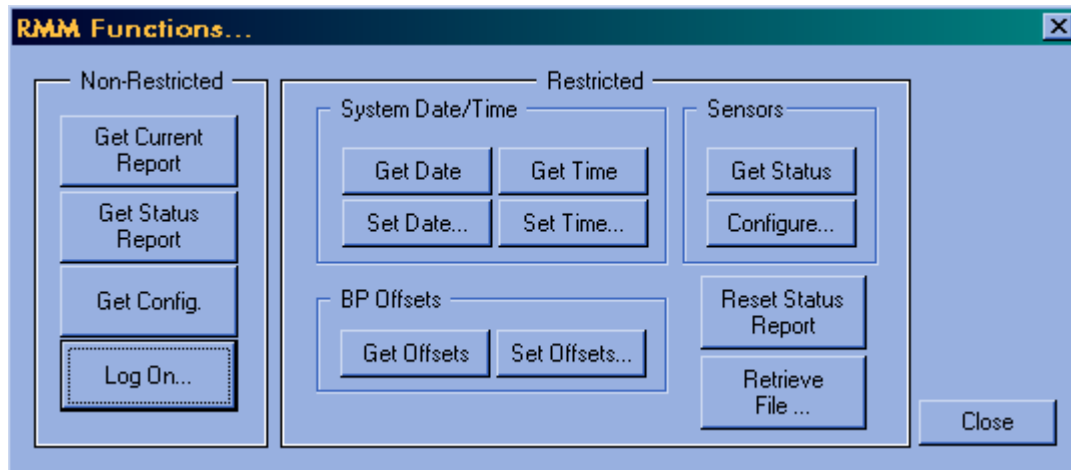 RMM Functions...
Non-Restricted
Get Current
Report
Get Status
Report
Get Config.
Log On...
Restricted
System Date/Time
Get Date
Get Time
Set Date...
Set Time...
Sensors
Get Status
Configure...
BP Offsets
Get Offsets
Set Offsets...
Reset Status
Report
Retrieve
File ...
Close